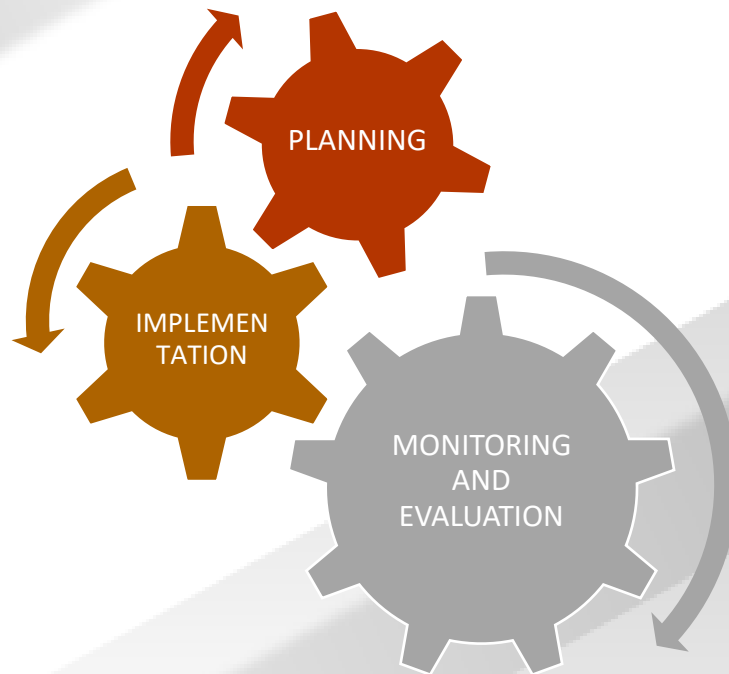 PLANNING
IMPLEMEN
TATION
MONITORING
AND
EVALUATION